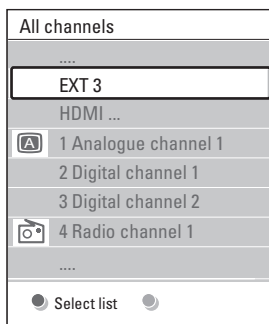 All channels
....
EXT 3
HDMI ...
A
1 Analogue channel 1
2 Digital channel 1
3 Digital channel 2
4 Radio channel 1
....
Select list